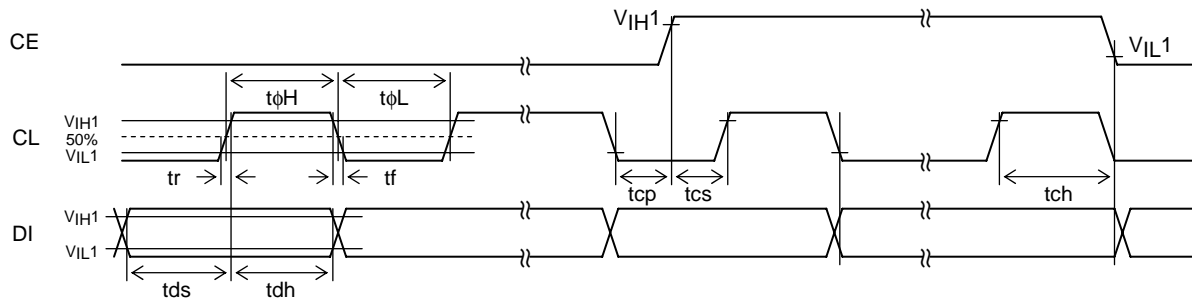 CE
VIH1
VIL1
tϕH
tϕL
CL
VIH1
50%
VIL1
tr
tf
tcp
tcs
tch
DI
VIH1
VIL1
tds
tdh